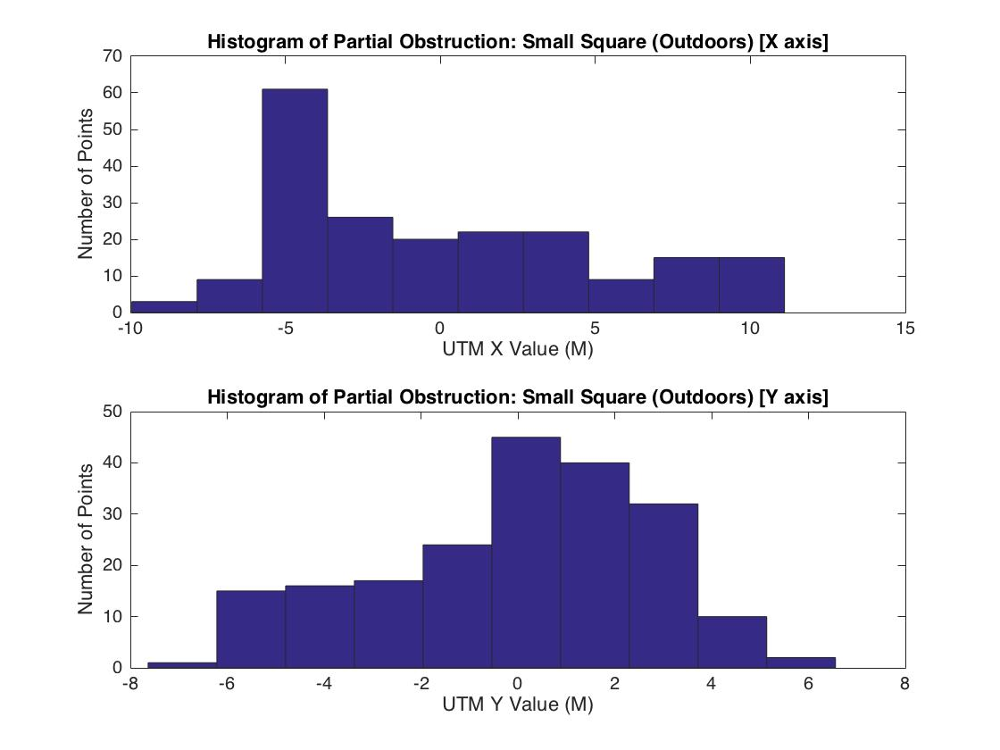 Histogram of Partial Obstruction: Small Square (Outdoors) [X axis]
70
60
50
40
30
20
10
0
Number of Points
-10 -5 0 5 10 15
UTM X Value (M)
Histogram of Partial Obstruction: Small Square (Outdoors) [Y axis]
50
40
30
20
10
0
Number of Points
-8 -6 -4 -2 0 2 4 6 8
UTM Y Value (M)